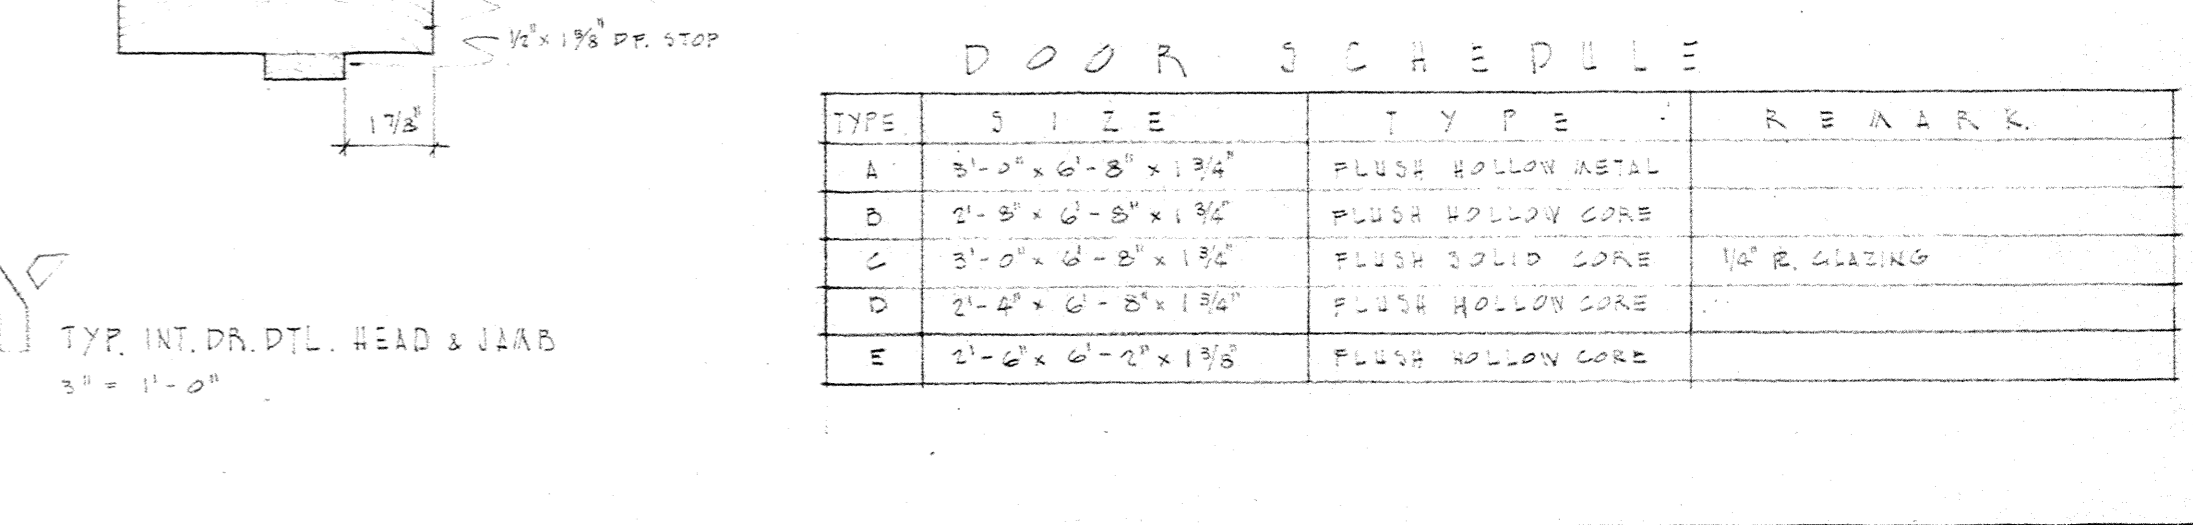 1/2" x 1 3/8" DF. STOP
1 7/8"
TYP. INT. DR. DTL. HEAD & JAMB
3" = 1'-0"
DOOR SCHEDULE
TYPE SIZE TYPE REMARK.
A 3'-0" x 6'-8" x 1 3/4" FLUSH HOLLOW METAL
B 2'-8" x 6'-8" x 1 3/4" FLUSH HOLLOW CORE
C 3'-0" x 6'-8" x 1 3/4" FLUSH SOLID CORE 1/4" GLAZING
D 2'-4" x 6'-8" x 1 3/4" FLUSH HOLLOW CORE
E 2'-6" x 6'-2" x 1 3/8" FLUSH HOLLOW CORE